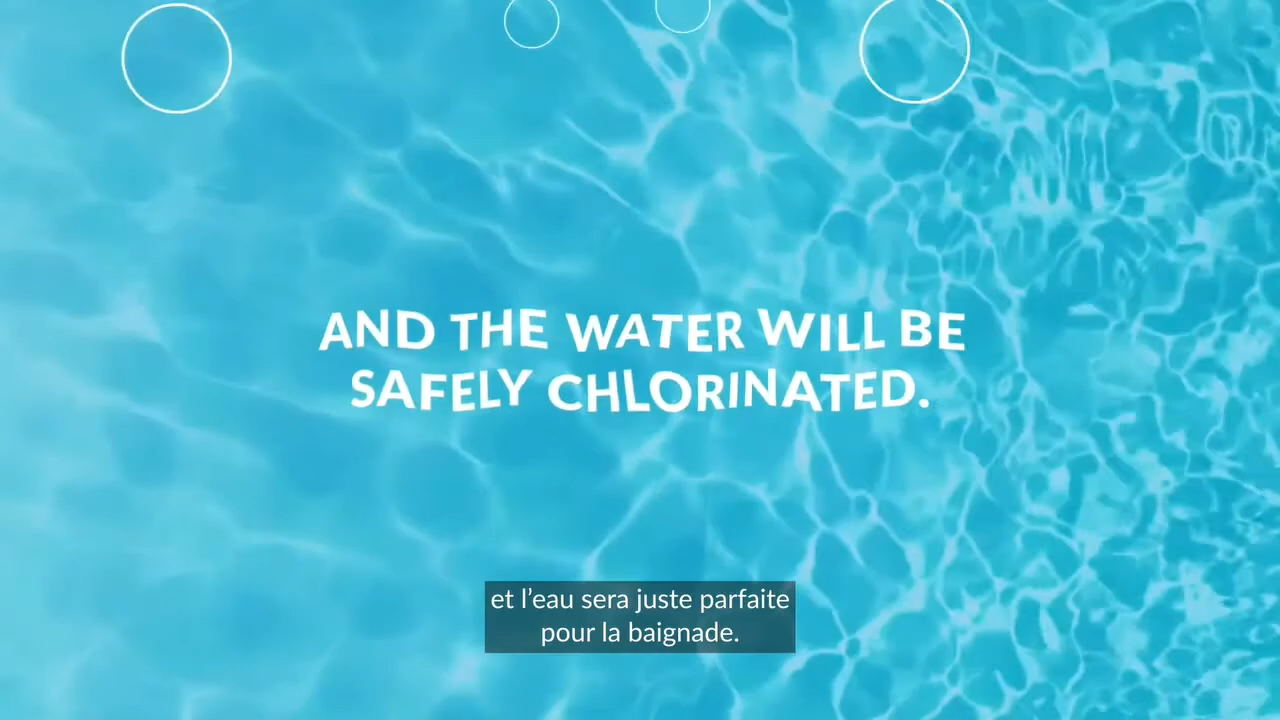 AND THE WATER WILL BE
SAFELY CHLORINATED.
et l’eau sera juste parfaite
pour la baignade.